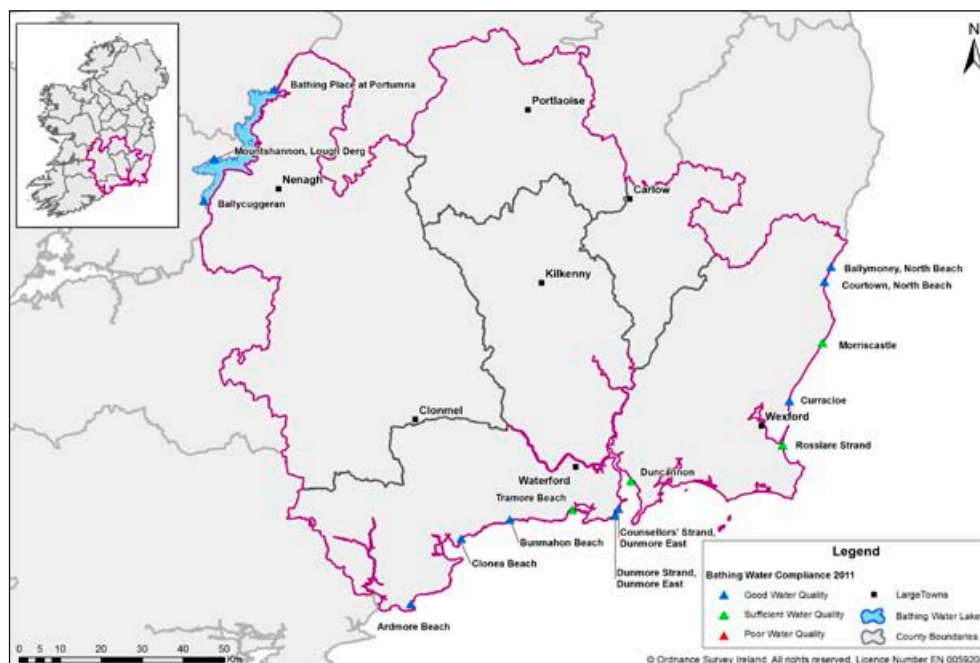 N
Bathing Place at Portumna
Portlaoise
Mountshannon, Lough Derg
Nenagh
Ballycuggeran
Carlow
Kilkenny
Ballymoney, North Beach
Courtown, North Beach
Morriscastle
Clonmel
Curracloe
Wexford
Rosslare Strand
Waterford
Duncannon
Tramore Beach
Counsellors' Strand,
Dunmore East
Bunmahon Beach
Clonea Beach
Dunmore Strand,
Dunmore East
Ardmore Beach
Legend
Bathing Water Compliance 2011
Good Water Quality
Sufficient Water Quality
Poor Water Quality
LargeTowns
Bathing Water Lake
County Boundaries
0 5 10 20 30 40 50
© Ordnance Survey Ireland. All rights reserved. Licence Number EN 005920